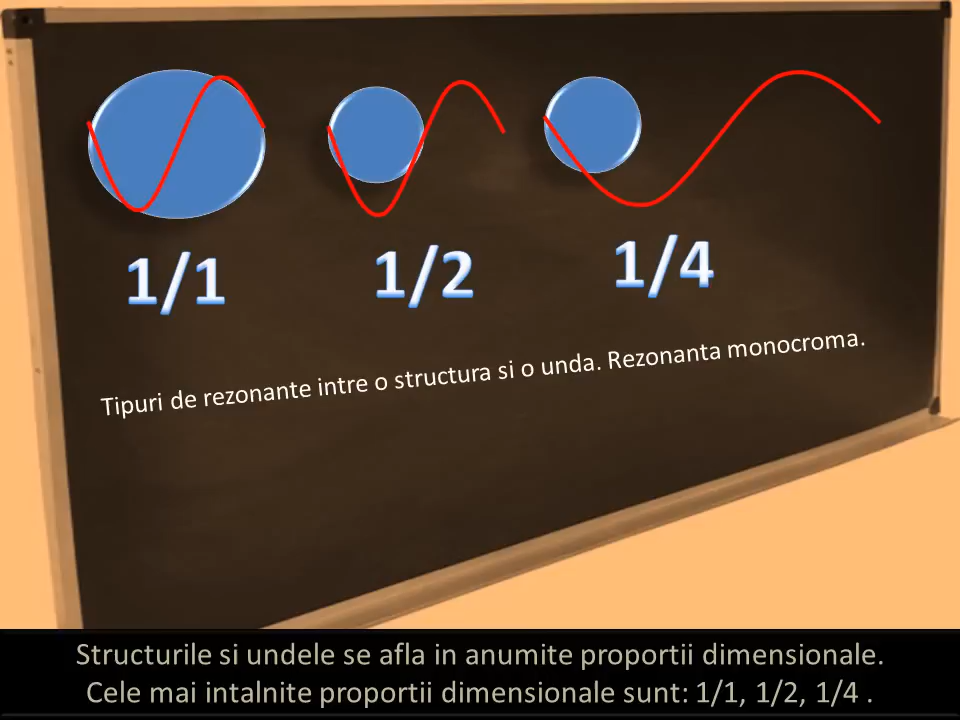 1/1
1/2
1/4
Tipuri de rezonante intre o structura si o unda. Rezonanta monocroma.
Structurile si undele se afla in anumite proportii dimensionale.
Cele mai intalnite proportii dimensionale sunt: 1/1, 1/2, 1/4 .